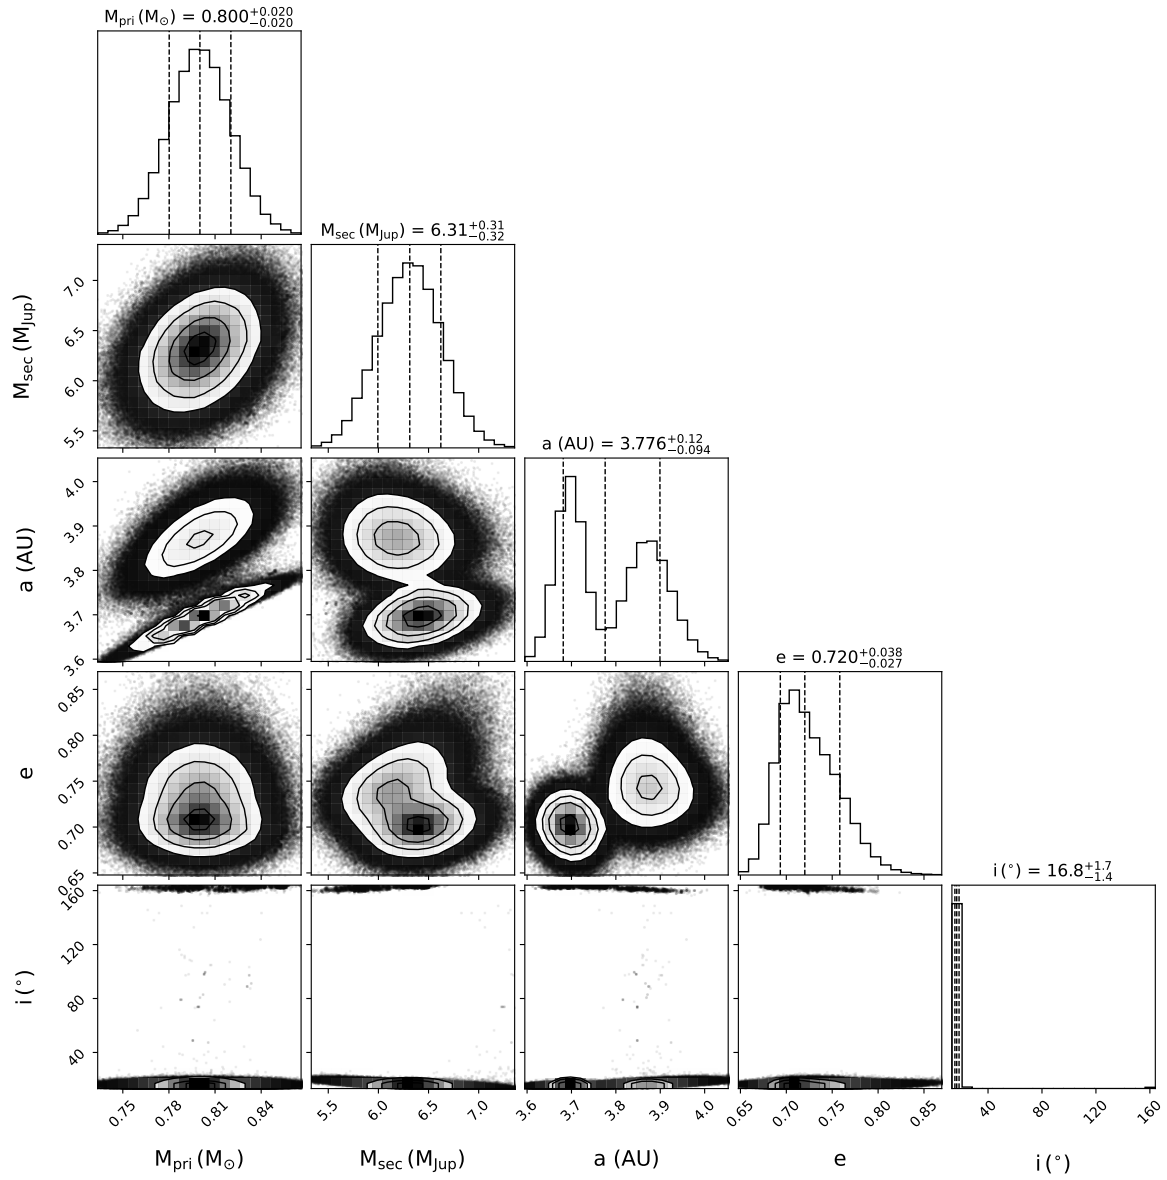 M_pri (M_⊙) = 0.800^{+0.020}_{−0.020}
M_sec (M_Jup) = 6.31^{+0.31}_{−0.32}
a (AU) = 3.776^{+0.12}_{−0.094}
e = 0.720^{+0.038}_{−0.027}
i (°) = 16.8^{+1.7}_{−1.4}
M_sec (M_Jup)
7.0
6.5
6.0
5.5
a (AU)
4.0
3.9
3.8
3.7
3.6
e
0.85
0.80
0.75
0.70
0.65
i (°)
160
120
80
40
0.75 0.78 0.81 0.84
5.5 6.0 6.5 7.0
3.6 3.7 3.8 3.9 4.0
0.65 0.70 0.75 0.80 0.85
40 80 120 160
M_pri (M_⊙)
M_sec (M_Jup)
a (AU)
e
i (°)